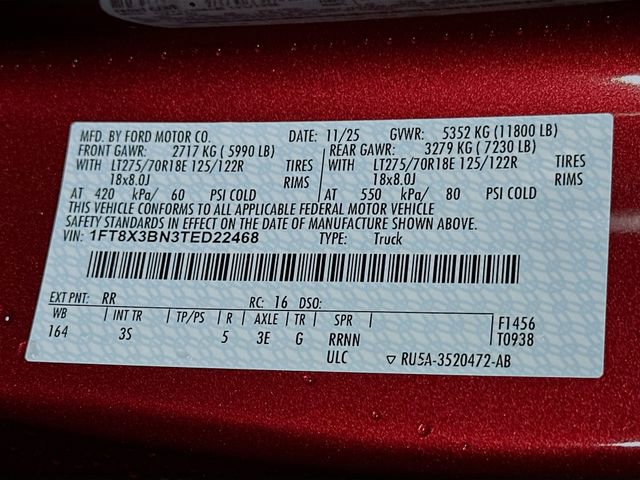 MFD. BY FORD MOTOR CO. DATE: 11/25 GVWR: 5352 KG (11800 LB)
FRONT GAWR: 2717 KG (5990 LB) REAR GAWR: 3279 KG (7230 LB)
WITH LT275/70R18E 125/122R TIRES WITH LT275/70R18E 125/122R TIRES
18x8.0J RIMS 18x8.0J RIMS
AT 420 kPa/ 60 PSI COLD AT 550 kPa/ 80 PSI COLD
THIS VEHICLE CONFORMS TO ALL APPLICABLE FEDERAL MOTOR VEHICLE
SAFETY STANDARDS IN EFFECT ON THE DATE OF MANUFACTURE SHOWN ABOVE.
VIN: 1FT8X3BN3TED22468 TYPE: Truck
EXT PNT: RR RC: 16 DSO:
WB INT TR TP/PS R AXLE TR SPR F1456
164 3S 5 3E G RRNN T0938
ULC ▽ RU5A-3520472-AB